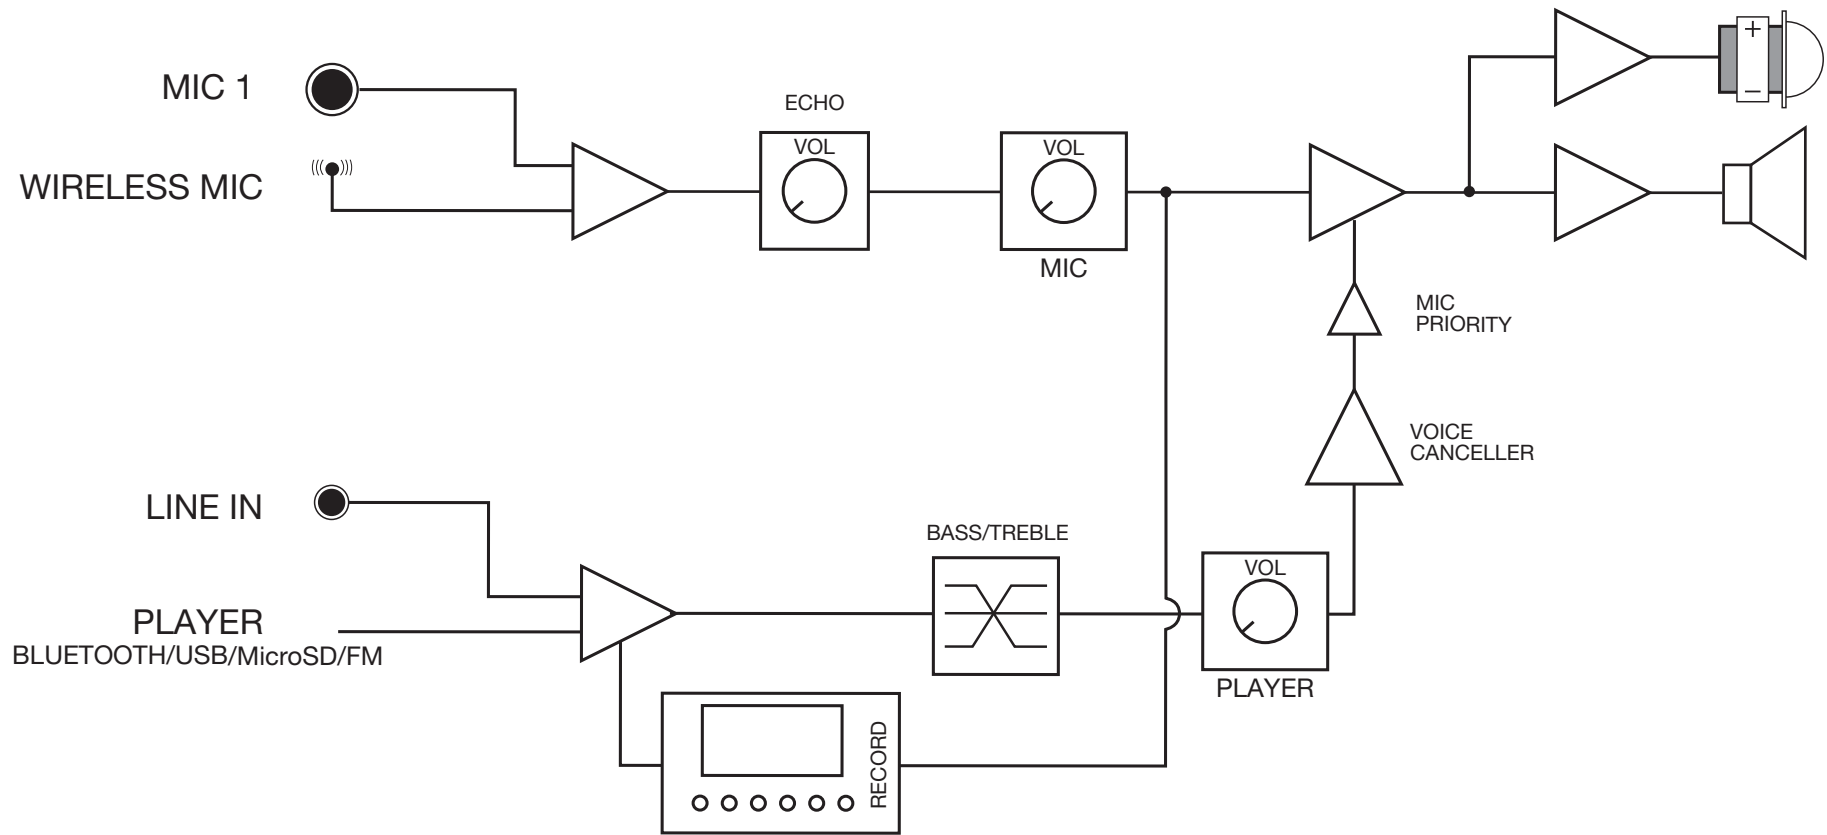 MIC 1
ECHO
VOL
VOL
WIRELESS MIC
MIC
+
−
MIC
PRIORITY
VOICE
CANCELLER
LINE IN
BASS/TREBLE
VOL
PLAYER
BLUETOOTH/USB/MicroSD/FM
PLAYER
RECORD